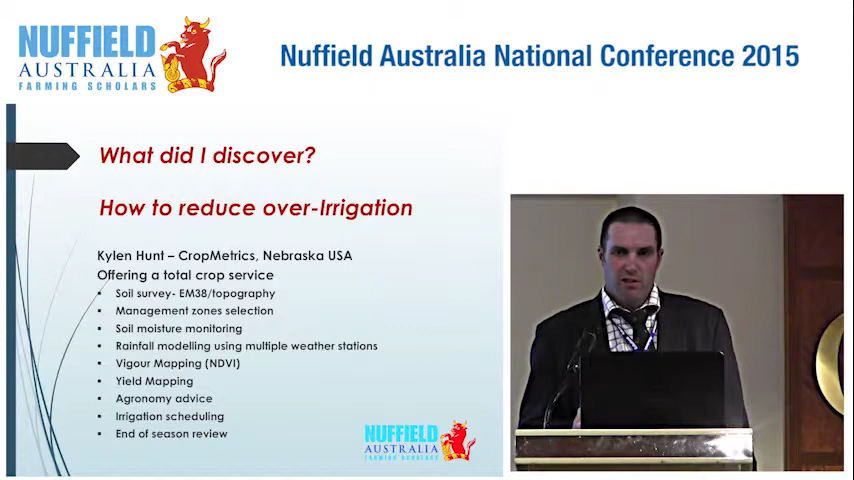 NUFFIELD
AUSTRALIA
FARMING SCHOLARS
Nuffield Australia National Conference 2015
What did I discover?
How to reduce over-Irrigation
Kylen Hunt – CropMetrics, Nebraska USA
Offering a total crop service
▪ Soil survey- EM38/topography
▪ Management zones selection
▪ Soil moisture monitoring
▪ Rainfall modelling using multiple weather stations
▪ Vigour Mapping (NDVI)
▪ Yield Mapping
▪ Agronomy advice
▪ Irrigation scheduling
▪ End of season review
NUFFIELD
AUSTRALIA
FARMING SCHOLARS